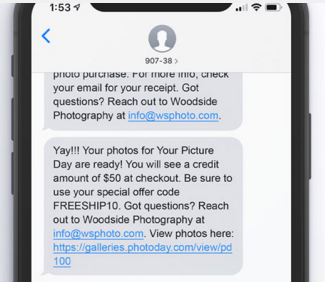 1:53
907-38 >
photo purchase. For more info, check
your email for your receipt. Got
questions? Reach out to Woodside
Photography at info@wsphoto.com.
Yay!!! Your photos for Your Picture
Day are ready! You will see a credit
amount of $50 at checkout. Be sure to
use your special offer code
FREESHIP10. Got questions? Reach
out to Woodside Photography at
info@wsphoto.com. View photos here:
https://galleries.photoday.com/view/pd
100